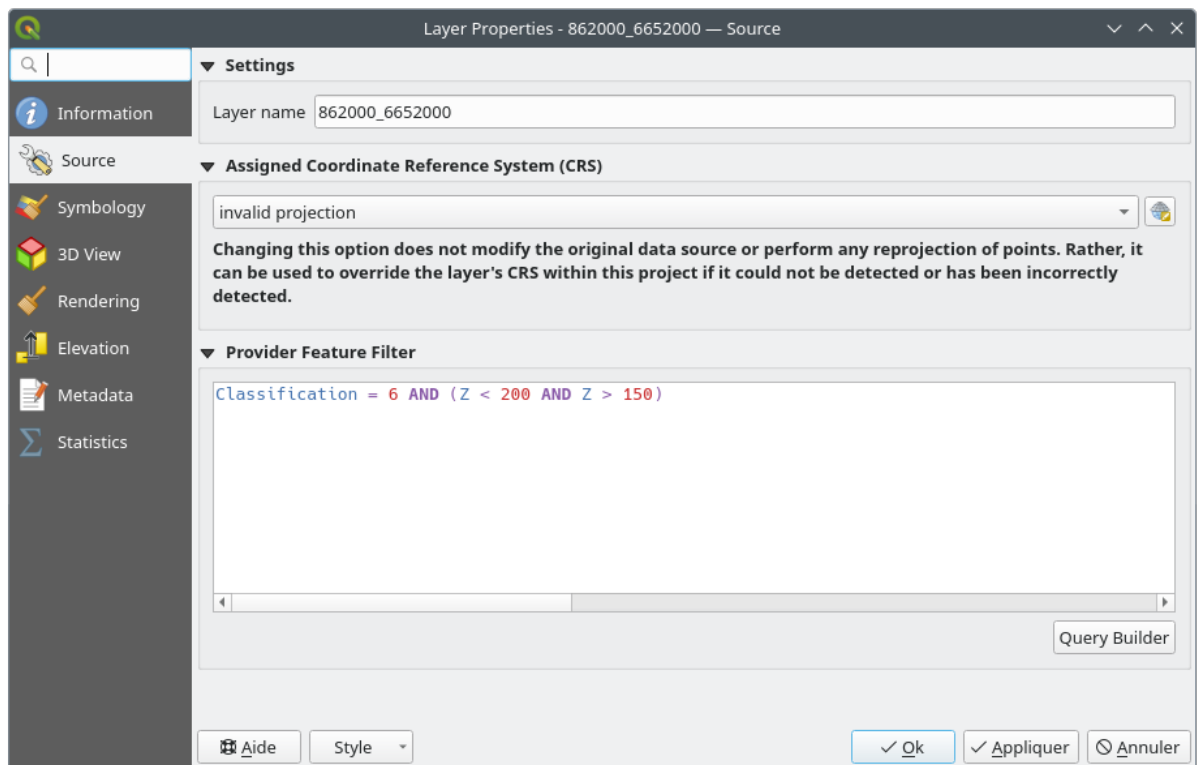 Layer Properties - 862000_6652000 — Source
Settings
Information
Layer name 862000_6652000
Source
Assigned Coordinate Reference System (CRS)
Symbology
invalid projection
3D View
Changing this option does not modify the original data source or perform any reprojection of points. Rather, it
can be used to override the layer's CRS within this project if it could not be detected or has been incorrectly
detected.
Rendering
Elevation
Provider Feature Filter
Metadata
Classification = 6 AND (Z < 200 AND Z > 150)
Statistics
Query Builder
Aide
Style
Ok
Appliquer
Annuler